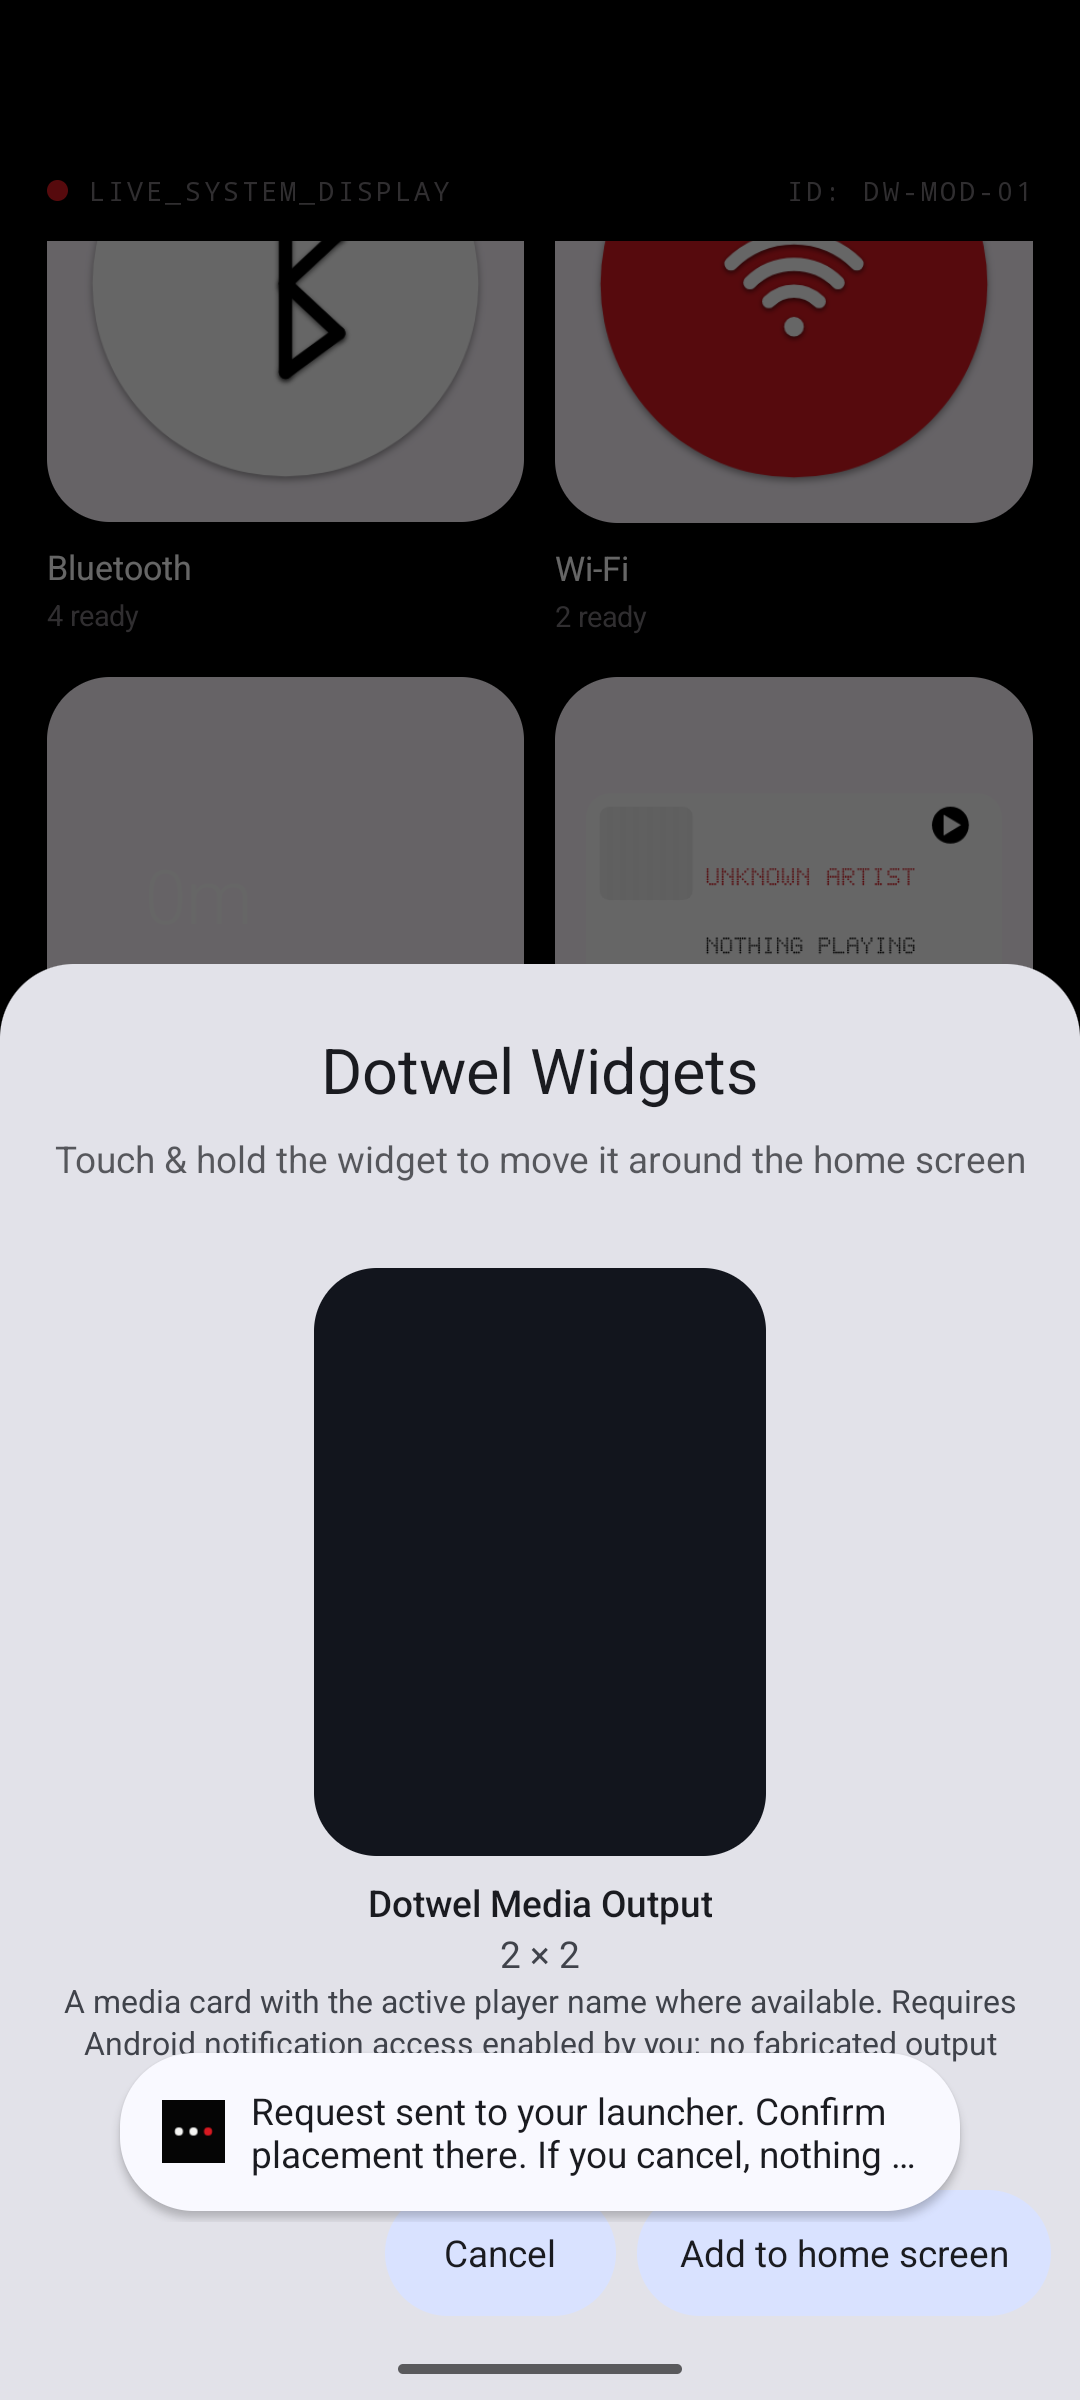 LIVE_SYSTEM_DISPLAY
ID: DW-MOD-01
Bluetooth
Wi-Fi
4 ready
2 ready
0m
UNKNOWN ARTIST
NOTHING PLAYING
Dotwel Widgets
Touch & hold the widget to move it around the home screen
Dotwel Media Output
2 × 2
A media card with the active player name where available. Requires
Android notification access enabled by you; no fabricated output
Request sent to your launcher. Confirm
placement there. If you cancel, nothing ...
Cancel
Add to home screen